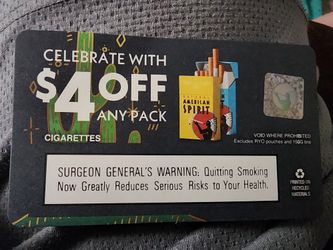 CELEBRATE WITH
$4 OFF
ANY PACK
CIGARETTES
AMERICAN
SPIRIT
VOID WHERE PROHIBITED
Excludes RYO pouches and 150G tins
SURGEON GENERAL'S WARNING: Quitting Smoking
Now Greatly Reduces Serious Risks to Your Health.
PRINTED ON
RECYCLED
MATERIALS